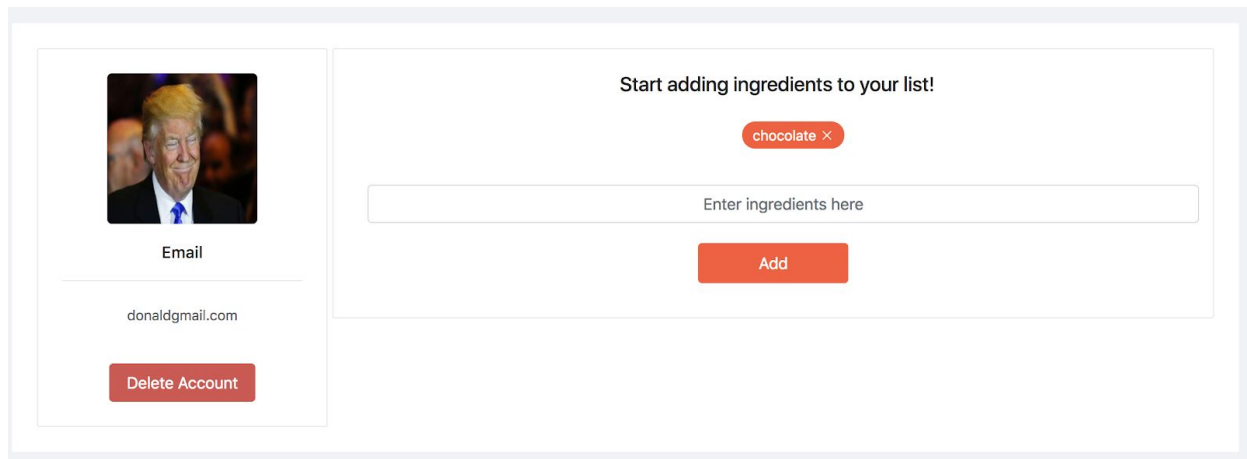 Email
donaldgmail.com
Delete Account
Start adding ingredients to your list!
chocolate ×
Enter ingredients here
Add